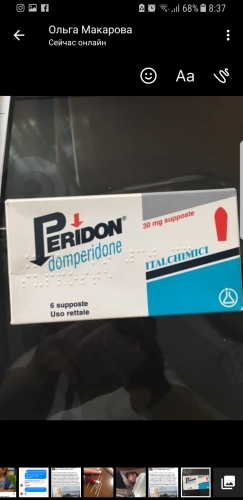 68% 8:37
Ольга Макарова
Сейчас онлайн
Aa
PERIDON®
domperidone
30 mg supposte
ITALCHIMICI
6 supposte
Uso rettale